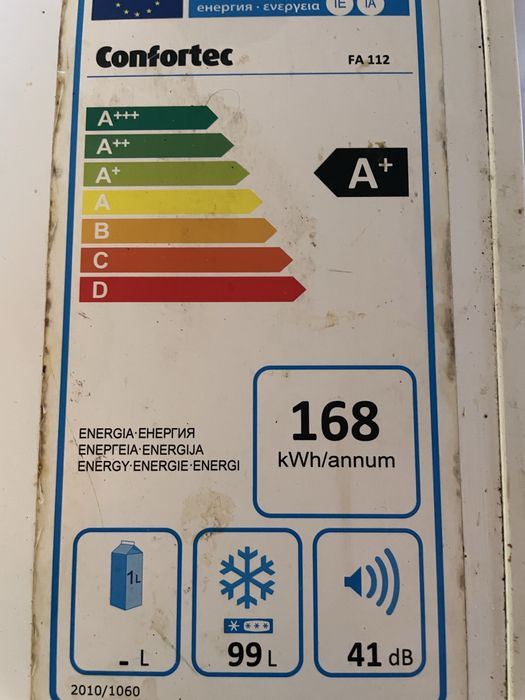 енергия · ενεργεια IE IA
Confortec FA 112
A+++
A++
A+
A+
A
B
C
D
168
kWh/annum
ENERGIA·ЕНЕРГИЯ
ΕΝΕΡΓΕΙΑ·ENERGIJA
ENERGY·ENERGIE·ENERGI
1L
- L
99 L
41 dB
2010/1060